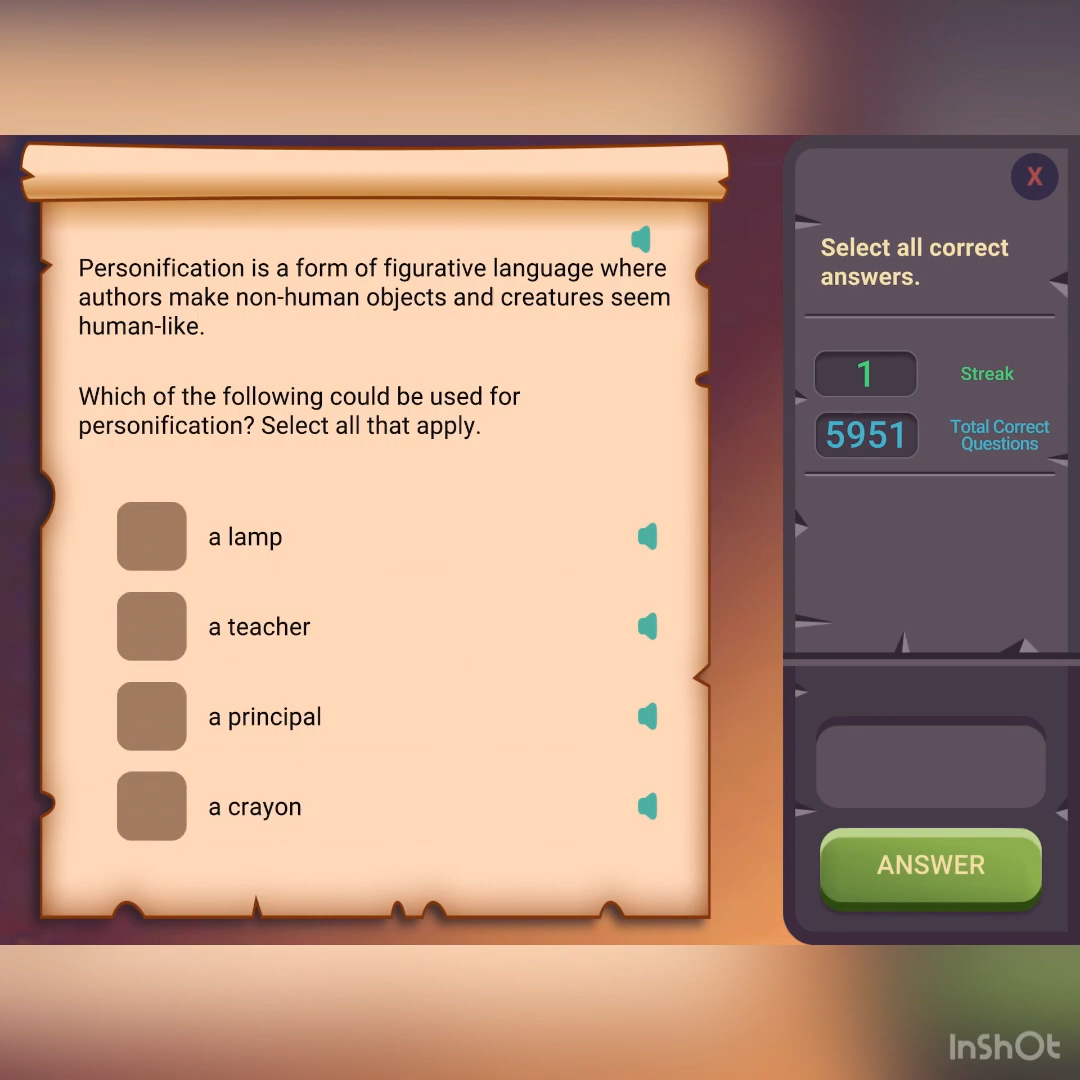 Personification is a form of figurative language where
authors make non-human objects and creatures seem
human-like.
Which of the following could be used for
personification? Select all that apply.
a lamp
a teacher
a principal
a crayon
X
Select all correct
answers.
1 Streak
5951 Total Correct
Questions
ANSWER
InShOt